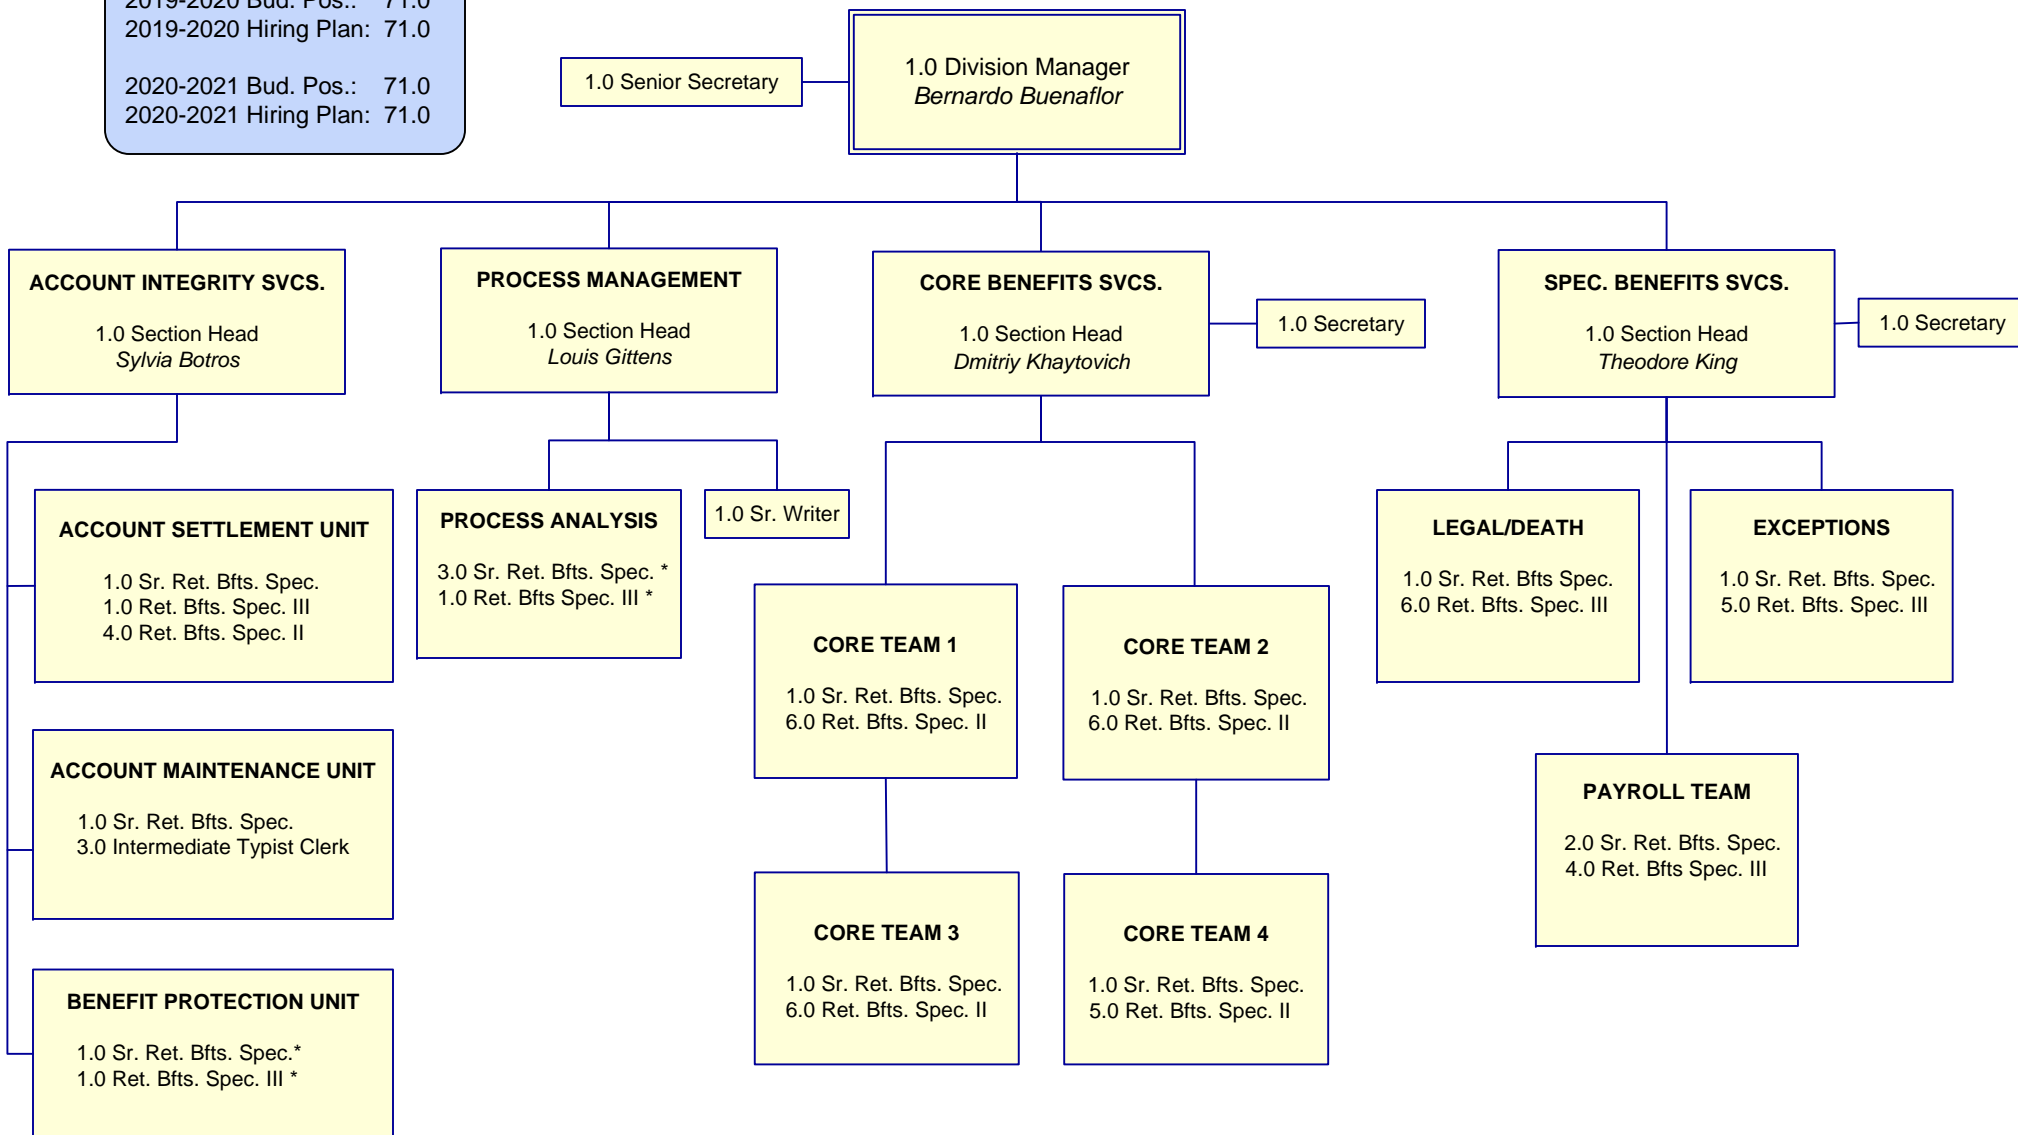 2019-2020 Bud. Pos.: 71.0
2019-2020 Hiring Plan: 71.0
2020-2021 Bud. Pos.: 71.0
2020-2021 Hiring Plan: 71.0
1.0 Senior Secretary
1.0 Division Manager
Bernardo Buenaflor
ACCOUNT INTEGRITY SVCS.
1.0 Section Head
Sylvia Botros
PROCESS MANAGEMENT
1.0 Section Head
Louis Gittens
CORE BENEFITS SVCS.
1.0 Section Head
Dmitriy Khaytovich
1.0 Secretary
SPEC. BENEFITS SVCS.
1.0 Section Head
Theodore King
1.0 Secretary
ACCOUNT SETTLEMENT UNIT
1.0 Sr. Ret. Bfts. Spec.
1.0 Ret. Bfts. Spec. III
4.0 Ret. Bfts. Spec. II
PROCESS ANALYSIS
3.0 Sr. Ret. Bfts. Spec. *
1.0 Ret. Bfts Spec. III *
1.0 Sr. Writer
CORE TEAM 1
1.0 Sr. Ret. Bfts. Spec.
6.0 Ret. Bfts. Spec. II
CORE TEAM 2
1.0 Sr. Ret. Bfts. Spec.
6.0 Ret. Bfts. Spec. II
LEGAL/DEATH
1.0 Sr. Ret. Bfts Spec.
6.0 Ret. Bfts. Spec. III
EXCEPTIONS
1.0 Sr. Ret. Bfts. Spec.
5.0 Ret. Bfts. Spec. III
ACCOUNT MAINTENANCE UNIT
1.0 Sr. Ret. Bfts. Spec.
3.0 Intermediate Typist Clerk
PAYROLL TEAM
2.0 Sr. Ret. Bfts. Spec.
4.0 Ret. Bfts Spec. III
CORE TEAM 3
1.0 Sr. Ret. Bfts. Spec.
6.0 Ret. Bfts. Spec. II
CORE TEAM 4
1.0 Sr. Ret. Bfts. Spec.
5.0 Ret. Bfts. Spec. II
BENEFIT PROTECTION UNIT
1.0 Sr. Ret. Bfts. Spec.*
1.0 Ret. Bfts. Spec. III *